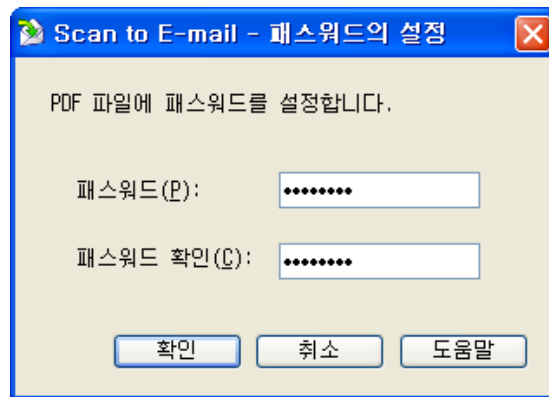 Scan to E-mail - 패스워드의 설정
PDF 파일에 패스워드를 설정합니다.
패스워드(P): ••••••••
패스워드 확인(C): ••••••••
확인 취소 도움말